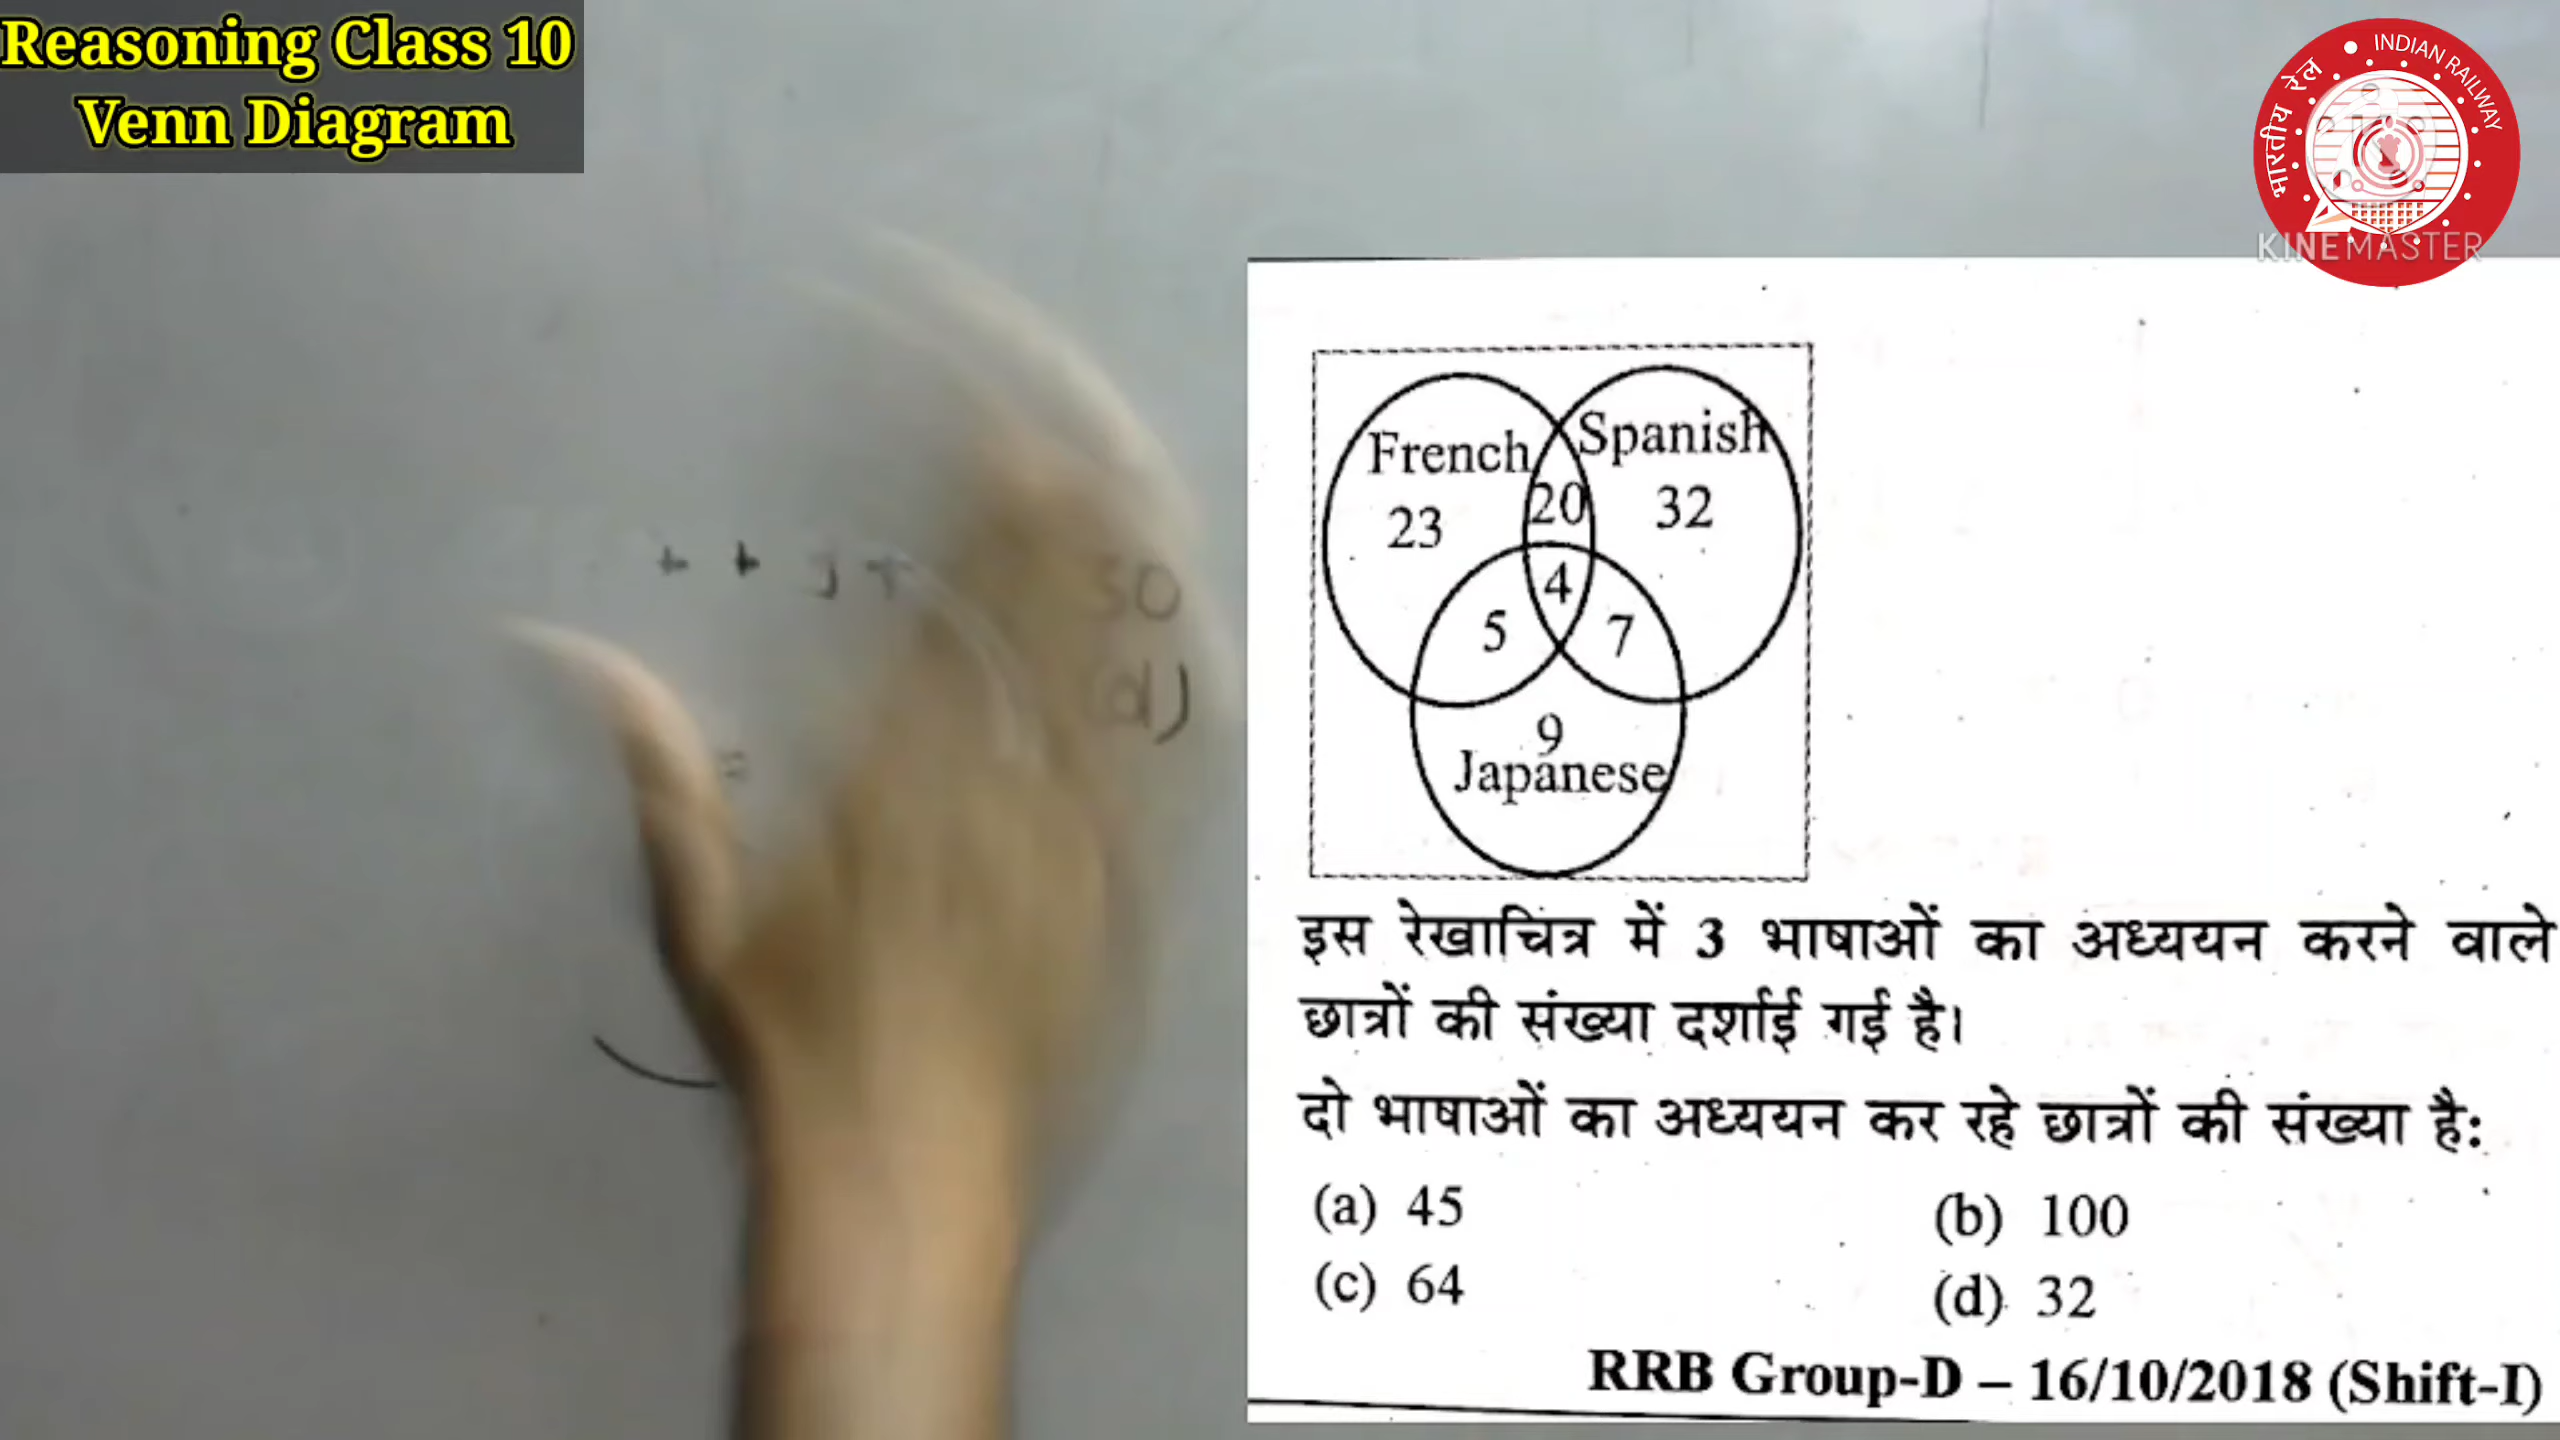 Reasoning Class 10
Venn Diagram
भारतीय रेल INDIAN RAILWAY
KINEMASTER
+ + +
30
(d)
=
French
Spanish
20
23
32
4
5
7
9
Japanese
इस रेखाचित्र में 3 भाषाओं का अध्ययन करने वाले
छात्रों की संख्या दर्शाई गई है।
दो भाषाओं का अध्ययन कर रहे छात्रों की संख्या है:
(a) 45
(b) 100
(c) 64
(d) 32
RRB Group-D – 16/10/2018 (Shift-I)